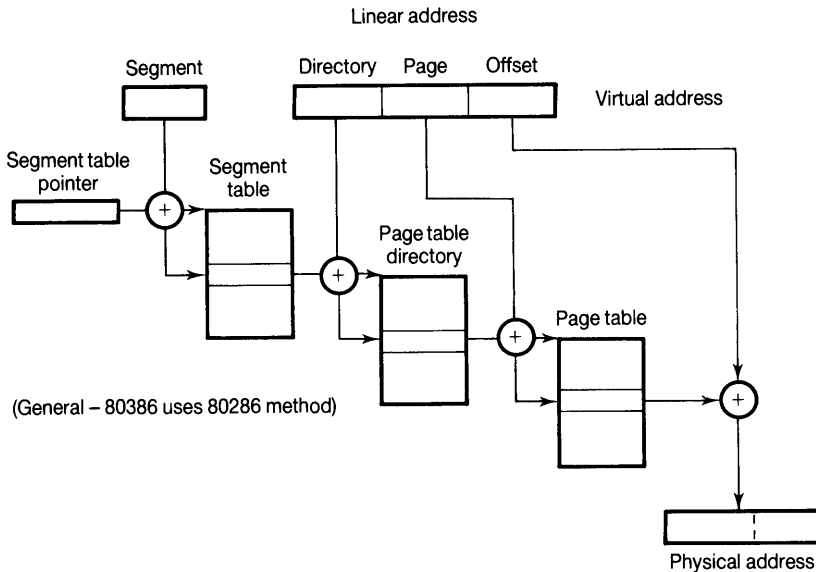 Linear address
Segment
Directory
Page
Offset
Virtual address
Segment table
pointer
+
Segment
table
+
Page table
directory
+
Page table
(General – 80386 uses 80286 method)
+
Physical address